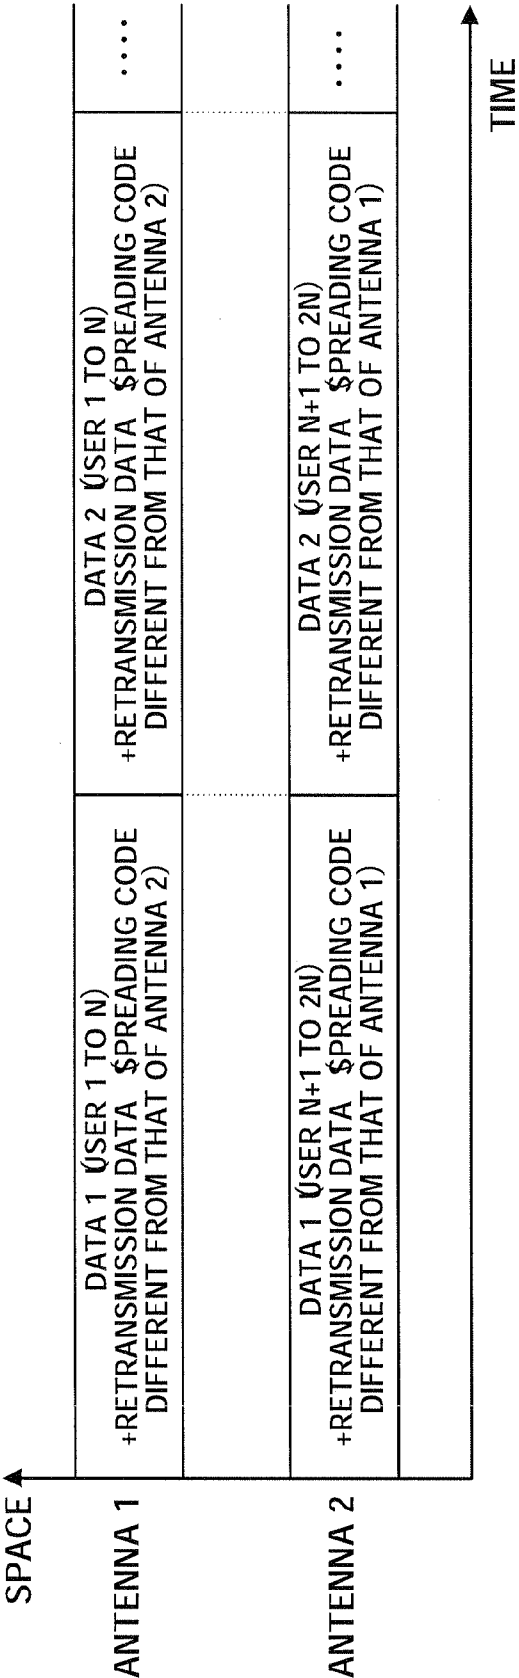 SPACE
ANTENNA 1
DATA 1 (USER 1 TO N)
+RETRANSMISSION DATA (SPREADING CODE
DIFFERENT FROM THAT OF ANTENNA 2)
DATA 2 (USER 1 TO N)
+RETRANSMISSION DATA (SPREADING CODE
DIFFERENT FROM THAT OF ANTENNA 2)
....
ANTENNA 2
DATA 1 (USER N+1 TO 2N)
+RETRANSMISSION DATA (SPREADING CODE
DIFFERENT FROM THAT OF ANTENNA 1)
DATA 2 (USER N+1 TO 2N)
+RETRANSMISSION DATA (SPREADING CODE
DIFFERENT FROM THAT OF ANTENNA 1)
....
TIME